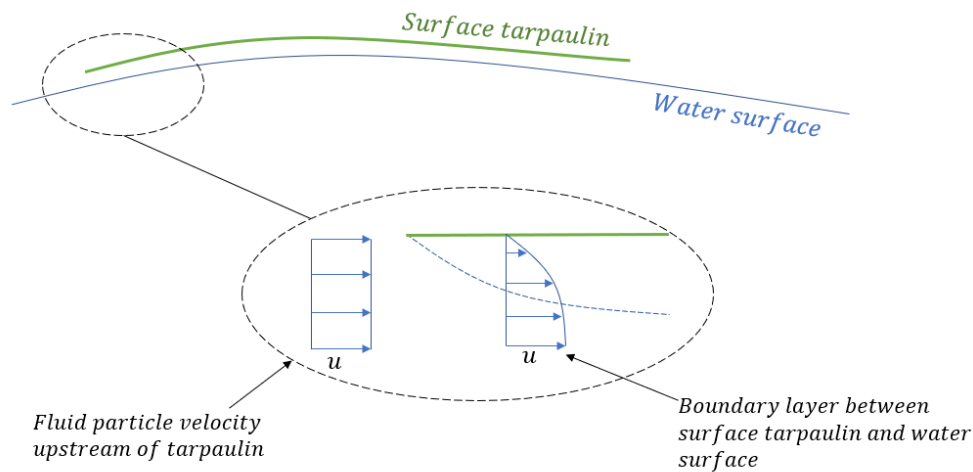 Surface tarpaulin
Water surface
u
u
Fluid particle velocity
upstream of tarpaulin
Boundary layer between
surface tarpaulin and water
surface